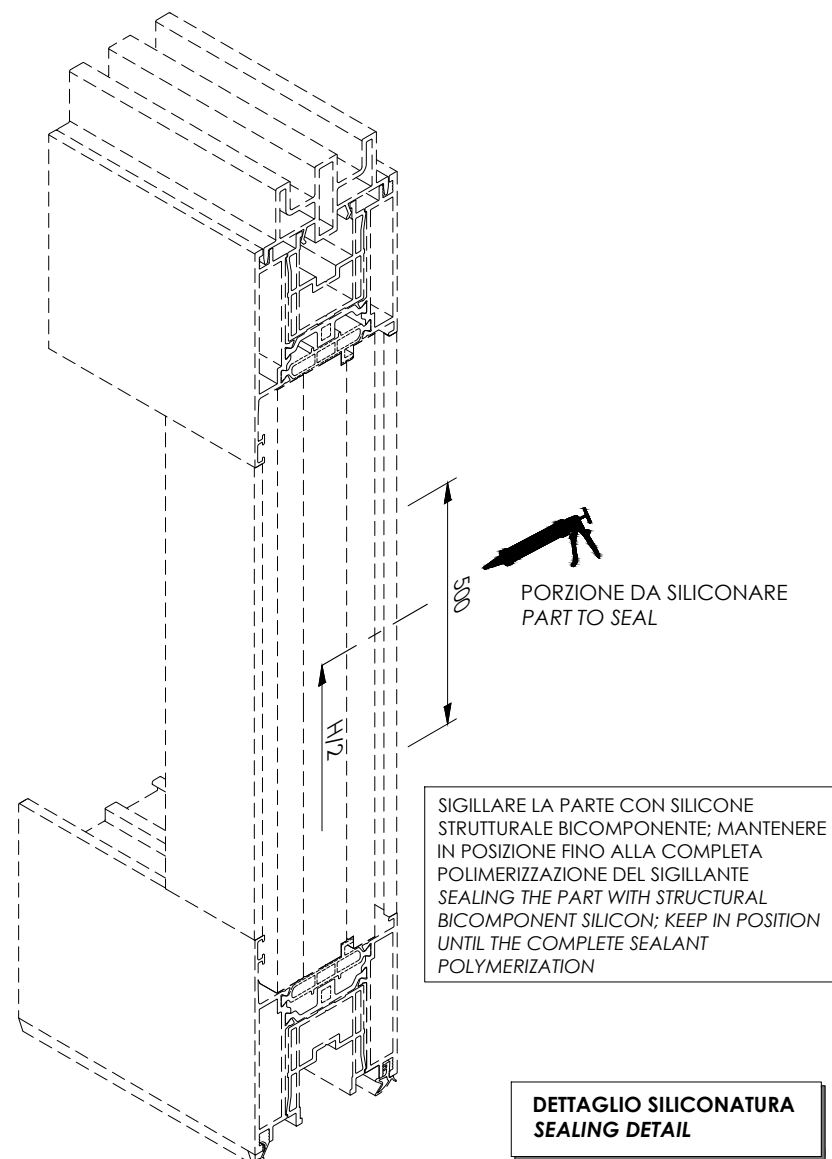 500
PORZIONE DA SILICONARE
PART TO SEAL
H/2
SIGILLARE LA PARTE CON SILICONE
STRUTTURALE BICOMPONENTE; MANTENERE
IN POSIZIONE FINO ALLA COMPLETA
POLIMERIZZAZIONE DEL SIGILLANTE
SEALING THE PART WITH STRUCTURAL
BICOMPONENT SILICON; KEEP IN POSITION
UNTIL THE COMPLETE SEALANT
POLYMERIZATION
DETTAGLIO SILICONATURA
SEALING DETAIL